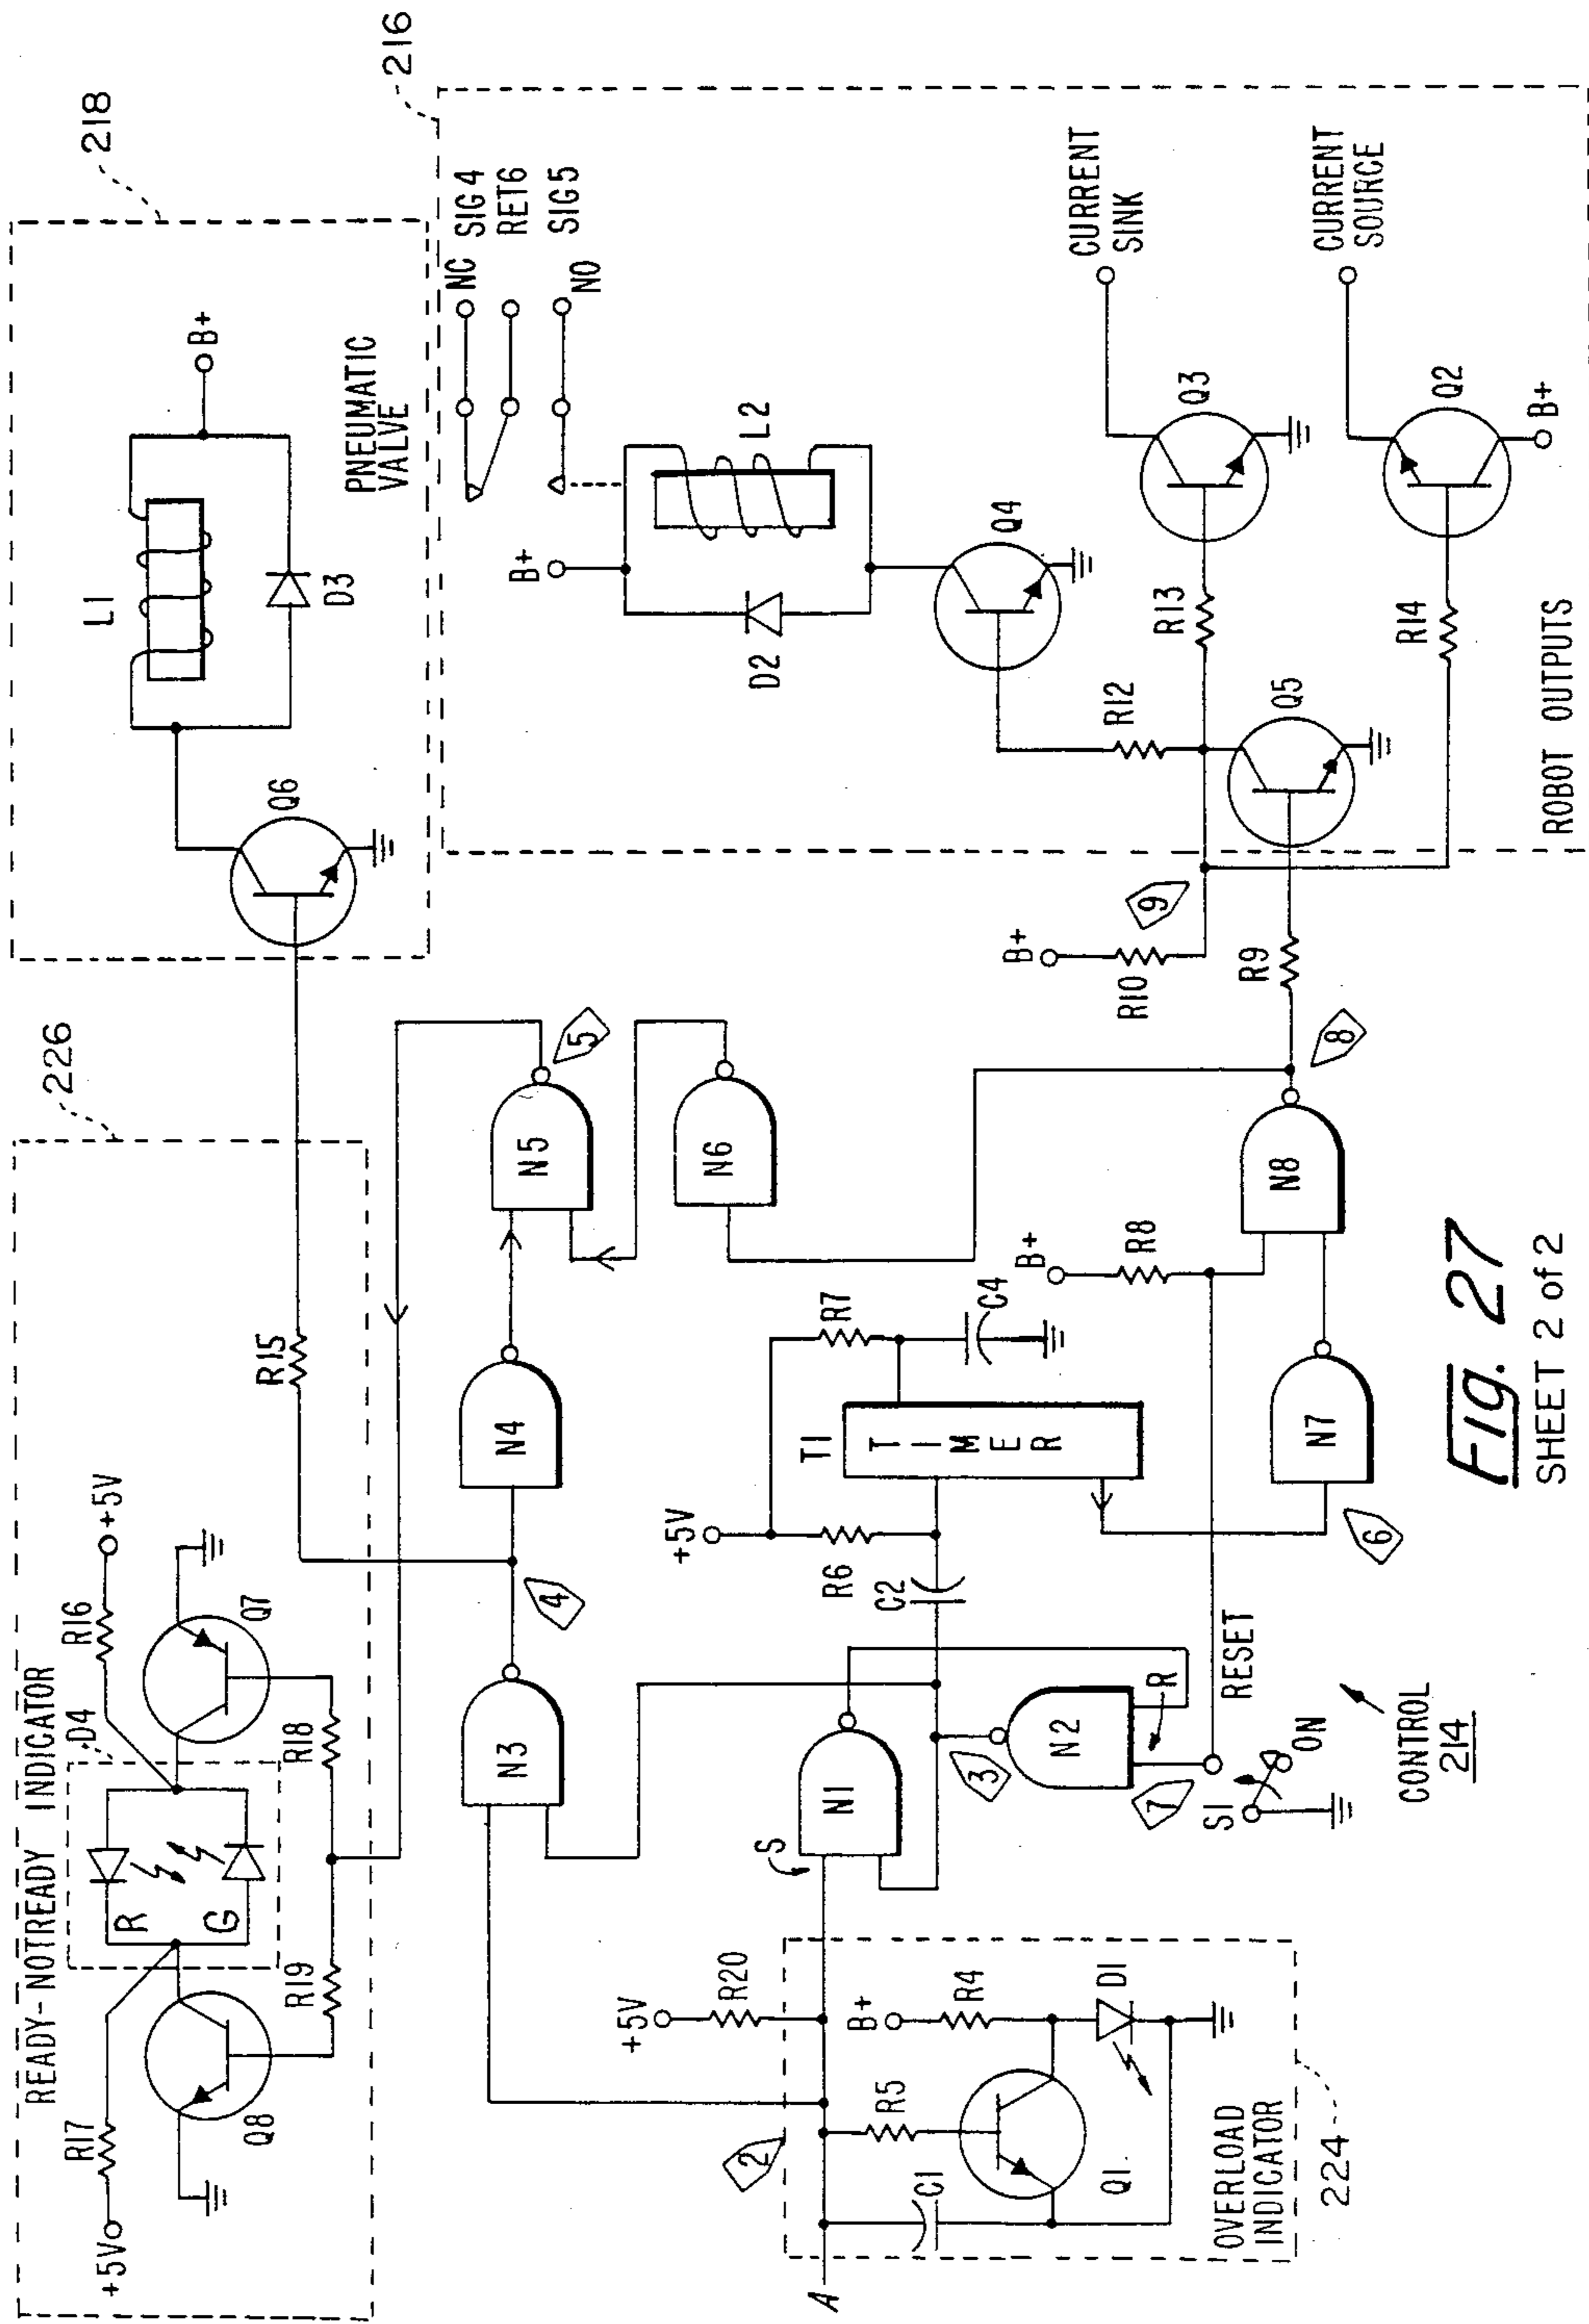 226
218
216
READY-NOTREADY INDICATOR
+5V
R17
Q8
R19
R
G
D4
R16
+5V
Q7
R18
R15
Q6
L1
D3
B+
PNEUMATIC
VALVE
NC
SIG 4
RET6
SIG5
NO
N3
4
N4
N5
5
N6
B+
D2
L2
Q4
R12
R13
Q3
CURRENT
SINK
CURRENT
SOURCE
Q2
B+
R14
Q5
ROBOT OUTPUTS
B+
R10
9
R9
8
A
2
+5V
R20
R5
C1
Q1
B+
R4
D1
OVERLOAD
INDICATOR
224
S
N1
3
N2
R
7
S1
ON
RESET
CONTROL
214
C2
R6
+5V
T1
TIMER
R7
C4
6
N7
B+
R8
N8
Fig. 27
SHEET 2 of 2